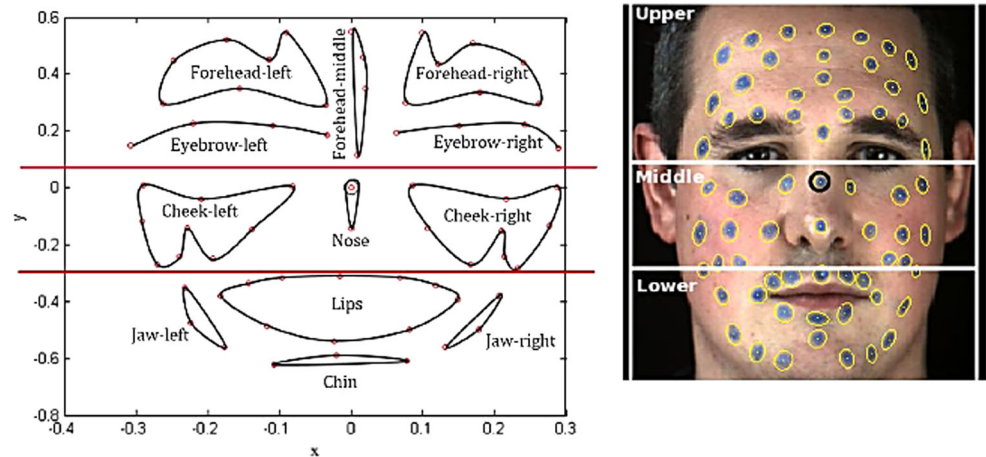 0.6
0.4
0.2
0
-0.2
-0.4
-0.6
-0.8
y
-0.4
-0.3
-0.2
-0.1
0
0.1
0.2
0.3
x
Forehead-left
Forehead-middle
Forehead-right
Eyebrow-left
Eyebrow-right
Cheek-left
Nose
Cheek-right
Lips
Jaw-left
Jaw-right
Chin
Upper
Middle
Lower